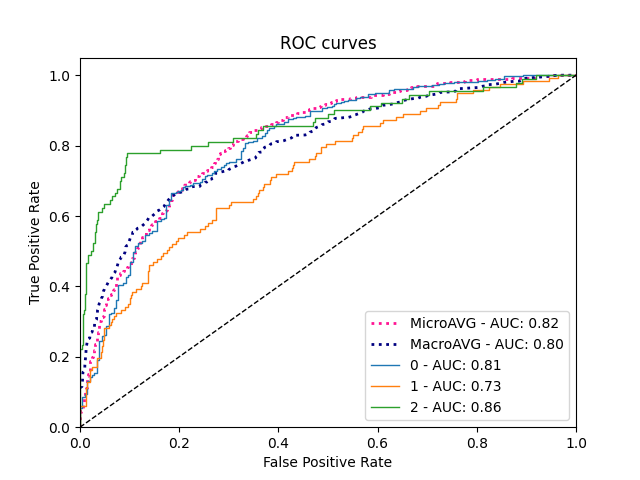 ROC curves
True Positive Rate
1.0
0.8
0.6
0.4
0.2
0.0
MicroAVG - AUC: 0.82
MacroAVG - AUC: 0.80
0 - AUC: 0.81
1 - AUC: 0.73
2 - AUC: 0.86
0.0 0.2 0.4 0.6 0.8 1.0
False Positive Rate